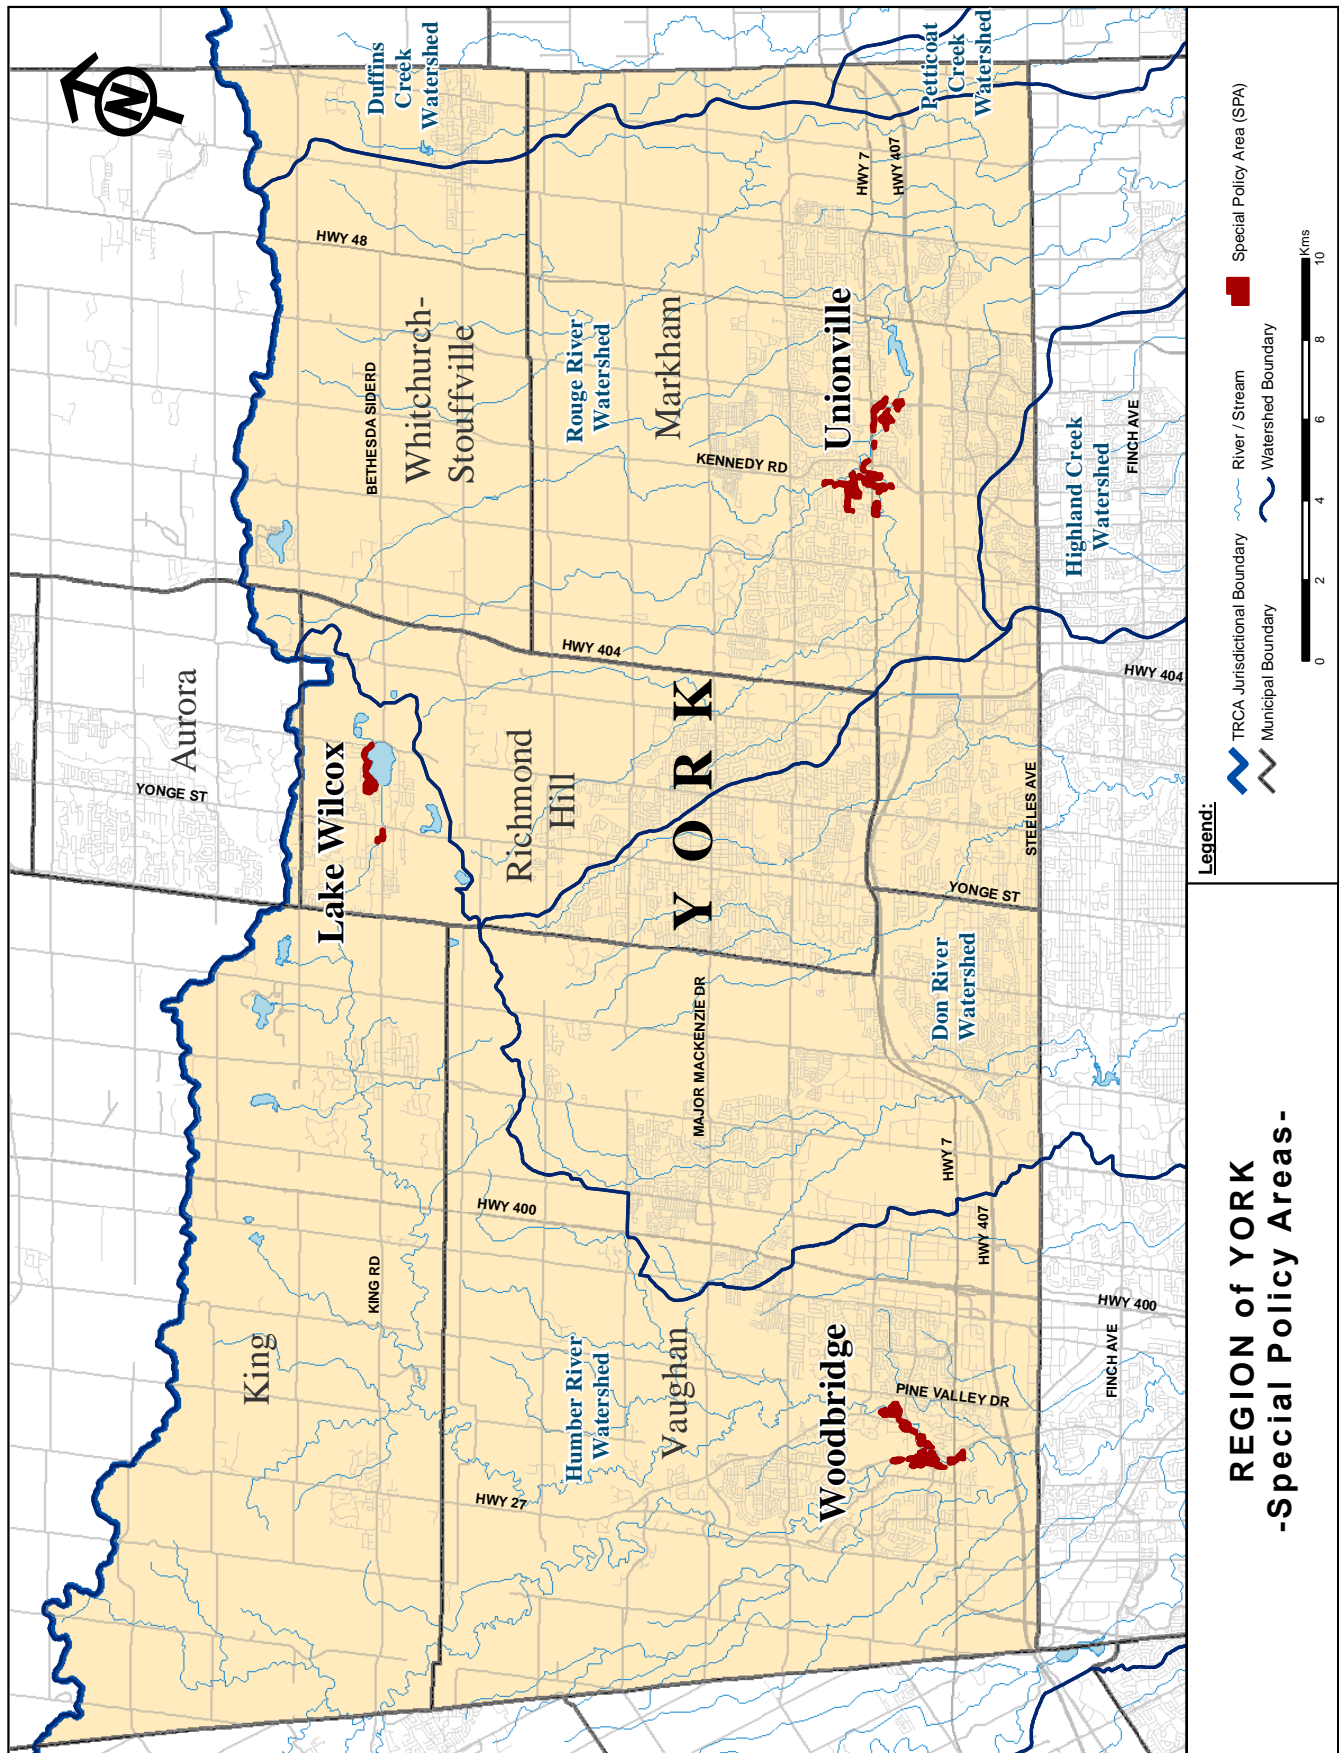 N
Duffins
Creek
Watershed
Petticoat
Creek
Watershed
HWY 48
HWY 7
HWY 407
BETHESDA SIDERD
Whitchurch-
Stouffville
Rouge River
Watershed
Markham
Unionville
KENNEDY RD
Highland Creek
Watershed
FINCH AVE
Aurora
YONGE ST
Lake Wilcox
HWY 404
HWY 404
Richmond
Hill
YORK
STEELES AVE
YONGE ST
Don River
Watershed
MAJOR MACKENZIE DR
HWY 7
HWY 407
HWY 400
HWY 400
KING RD
King
Humber River
Watershed
Vaughan
Woodbridge
PINE VALLEY DR
FINCH AVE
HWY 27
REGION of YORK
-Special Policy Areas-
Legend:
TRCA Jurisdictional Boundary
River / Stream
Special Policy Area (SPA)
Municipal Boundary
Watershed Boundary
0 2 4 6 8 10
Kms